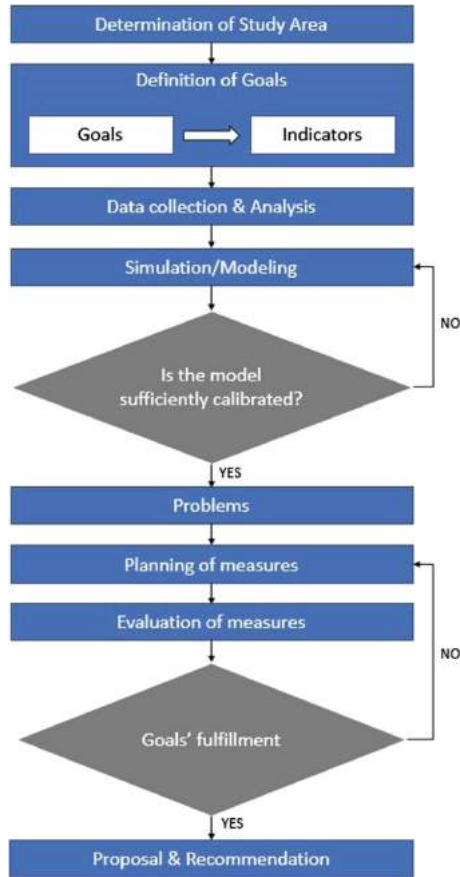 Determination of Study Area
Definition of Goals
Goals
Indicators
Data collection & Analysis
Simulation/Modeling
NO
Is the model
sufficiently calibrated?
YES
Problems
Planning of measures
Evaluation of measures
NO
Goals' fulfillment
YES
Proposal & Recommendation